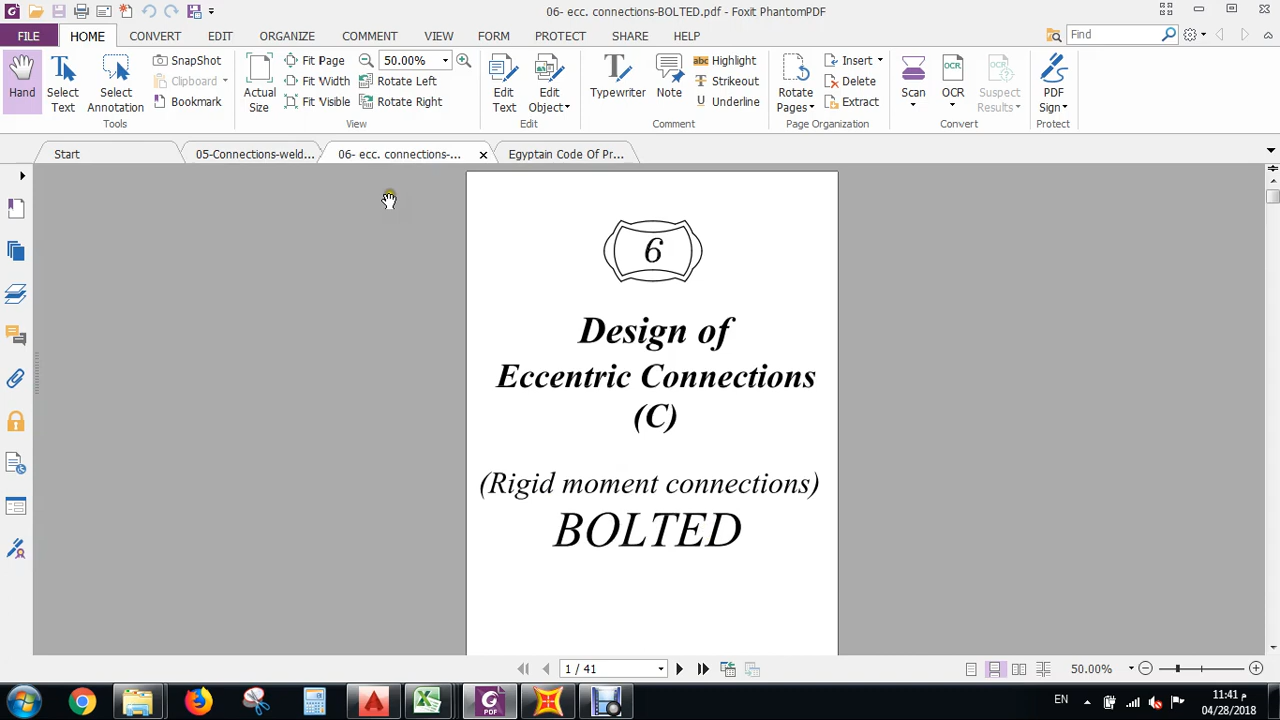 06- ecc. connections-BOLTED.pdf - Foxit PhantomPDF
FILE HOME CONVERT EDIT ORGANIZE COMMENT VIEW FORM PROTECT SHARE HELP Find
Hand
Select Text
Select Annotation
SnapShot
Clipboard
Bookmark
Tools
Actual Size
Fit Page
Fit Width
Fit Visible
50.00%
Rotate Left
Rotate Right
View
Edit Text
Edit Object
Edit
Typewriter
Note
Highlight
Strikeout
Underline
Comment
Rotate Pages
Insert
Delete
Extract
Page Organization
Scan
OCR
OCR
OCR
Suspect Results
Convert
PDF Sign
Protect
Start
05-Connections-weld...
06- ecc. connections-...
Egyptain Code Of Pr...
6
Design of
Eccentric Connections
(C)
(Rigid moment connections)
BOLTED
1 / 41
50.00%
PDF
EN
11:41 م
04/28/2018